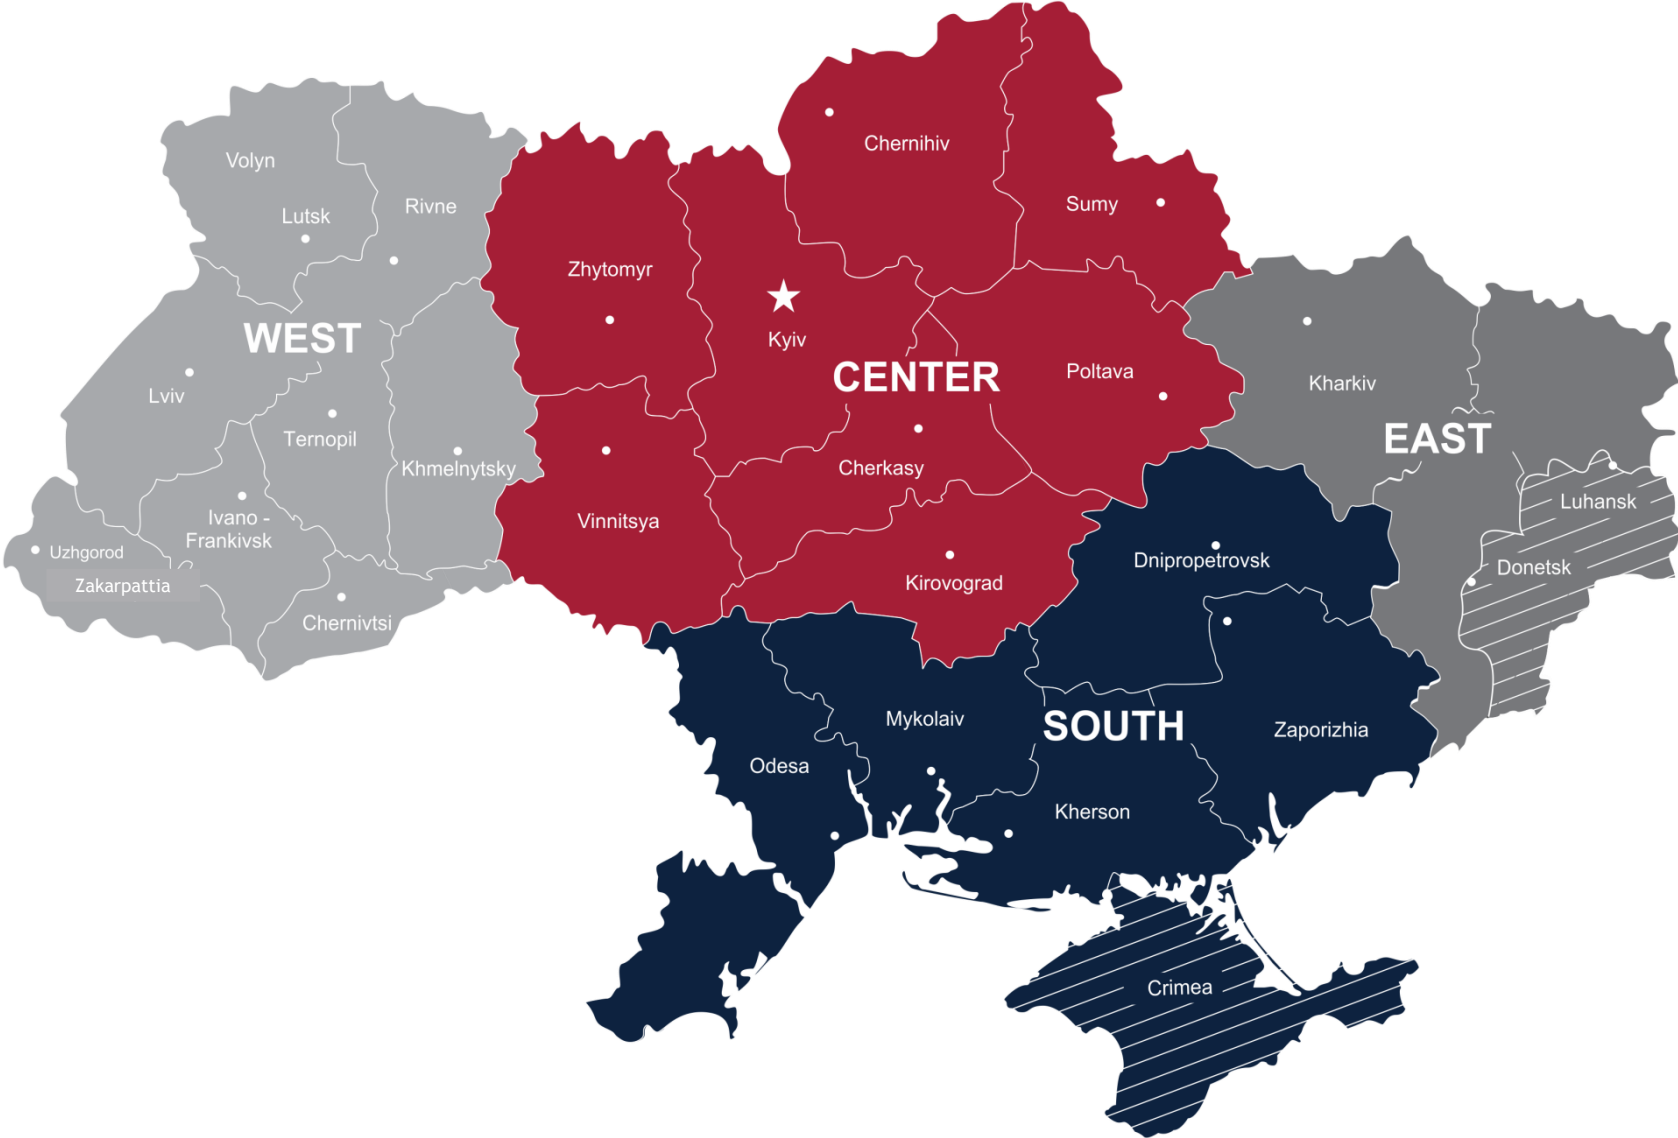 Chernihiv
Volyn
Sumy
Rivne
Lutsk
Zhytomyr
WEST
Kyiv
CENTER
Poltava
Kharkiv
Lviv
EAST
Ternopil
Khmelnytsky
Cherkasy
Luhansk
Ivano -
Frankivsk
Vinnitsya
Uzhgorod
Dnipropetrovsk
Donetsk
Zakarpattia
Kirovograd
Chernivtsi
Mykolaiv
SOUTH
Zaporizhia
Odesa
Kherson
Crimea